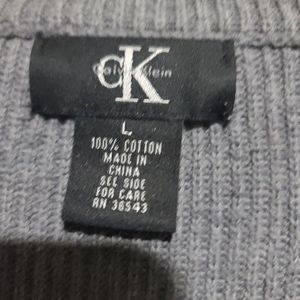 cK
Calvin Klein
L
100% COTTON
MADE IN
CHINA
SEE SIDE
FOR CARE
RN 36543